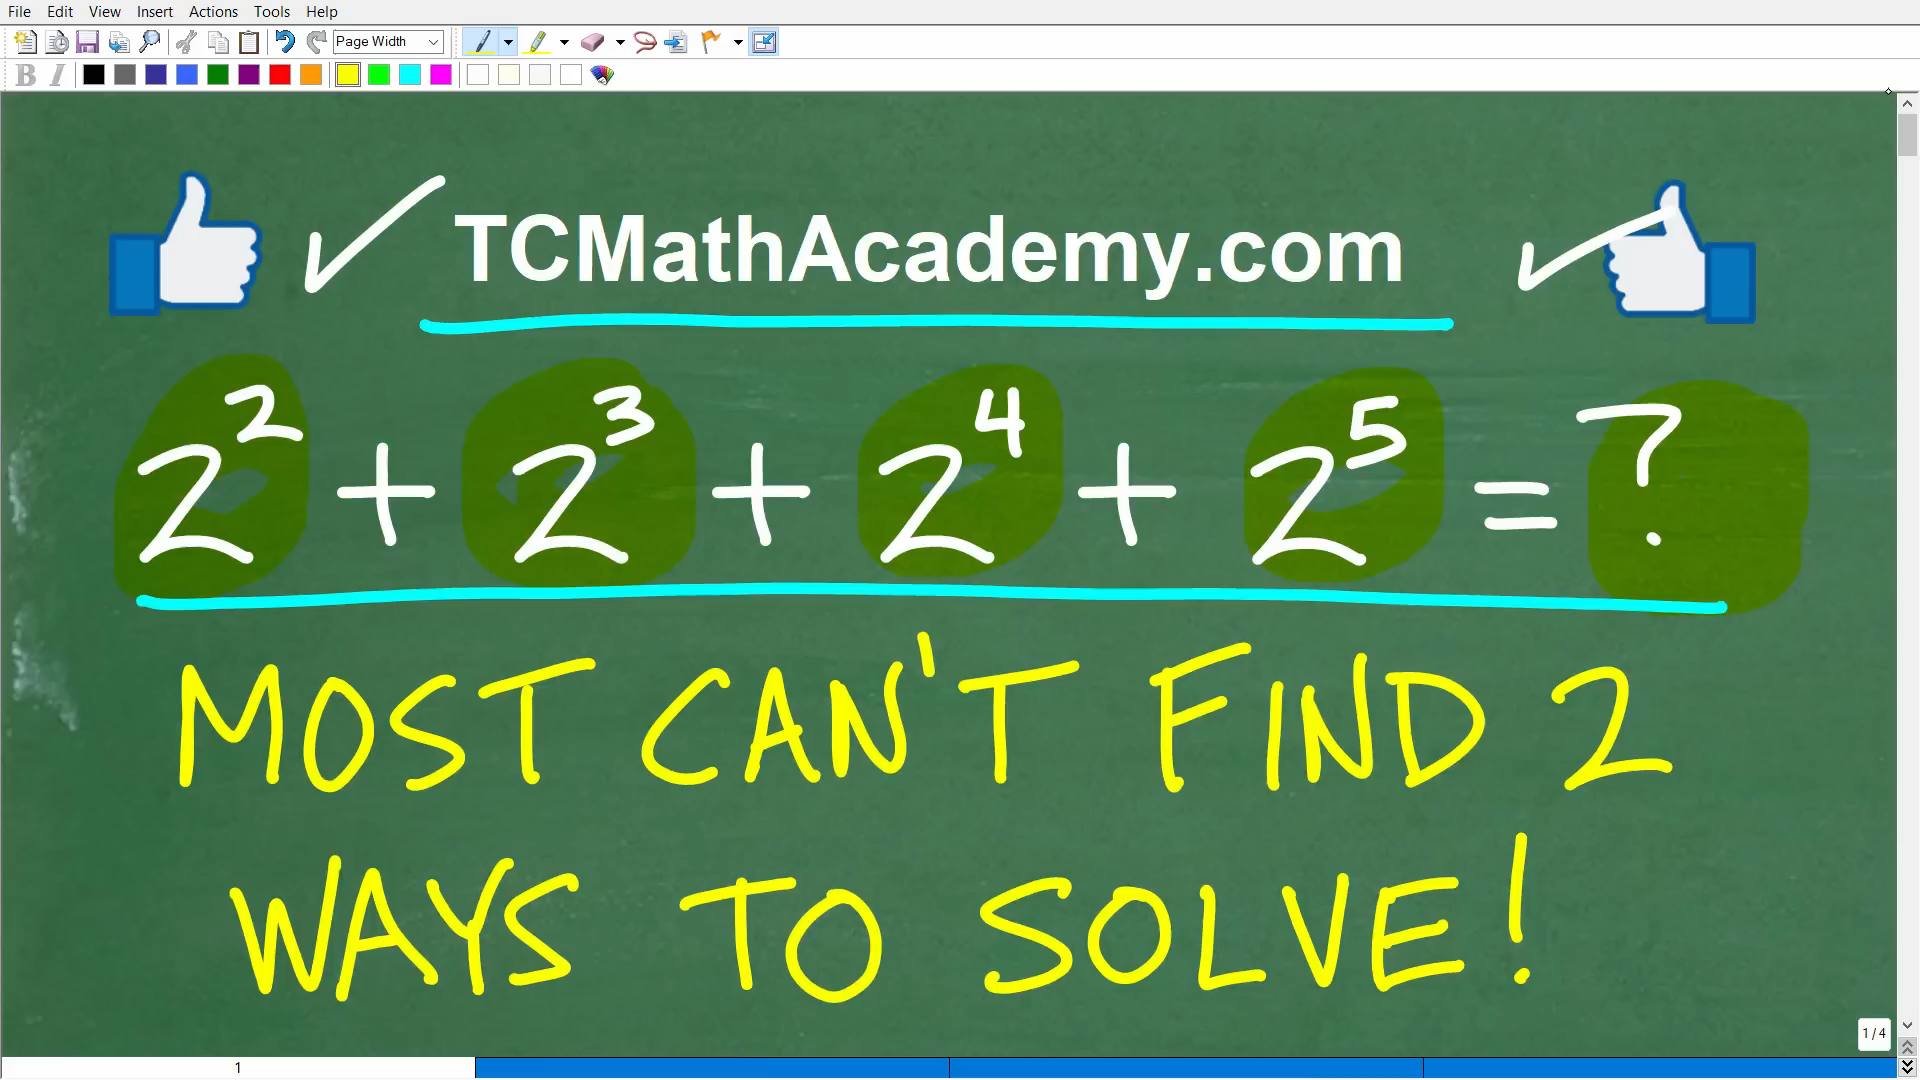 File Edit View Insert Actions Tools Help
Page Width
B I
TCMathAcademy.com
2² + 2³ + 2⁴ + 2⁵ = ?
MOST CAN'T FIND 2
WAYS TO SOLVE!
1 / 4
1